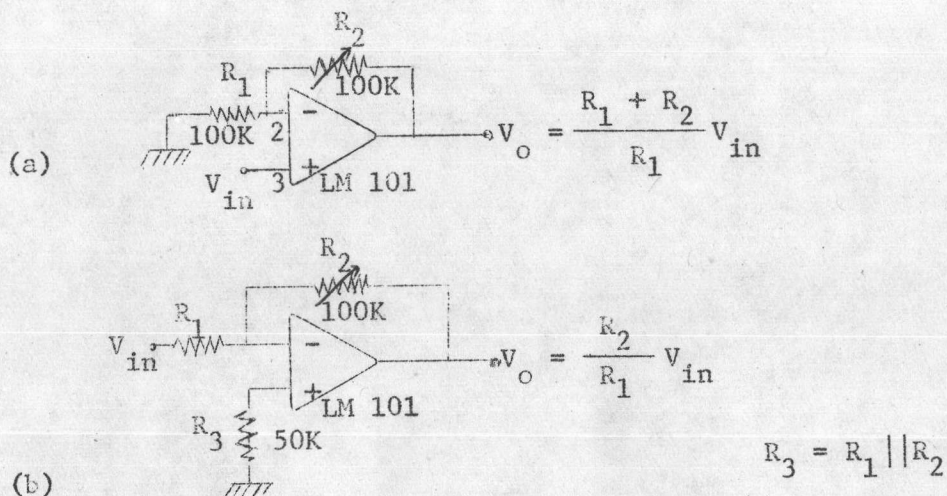 R2
100K
R1
100K
2
-
+
3
LM 101
Vin
Vo = R1 + R2 / R1 Vin
(a)
R2
100K
R1
Vin
-
+
LM 101
Vo = R2 / R1 Vin
R3 50K
R3 = R1 ||R2
(b)